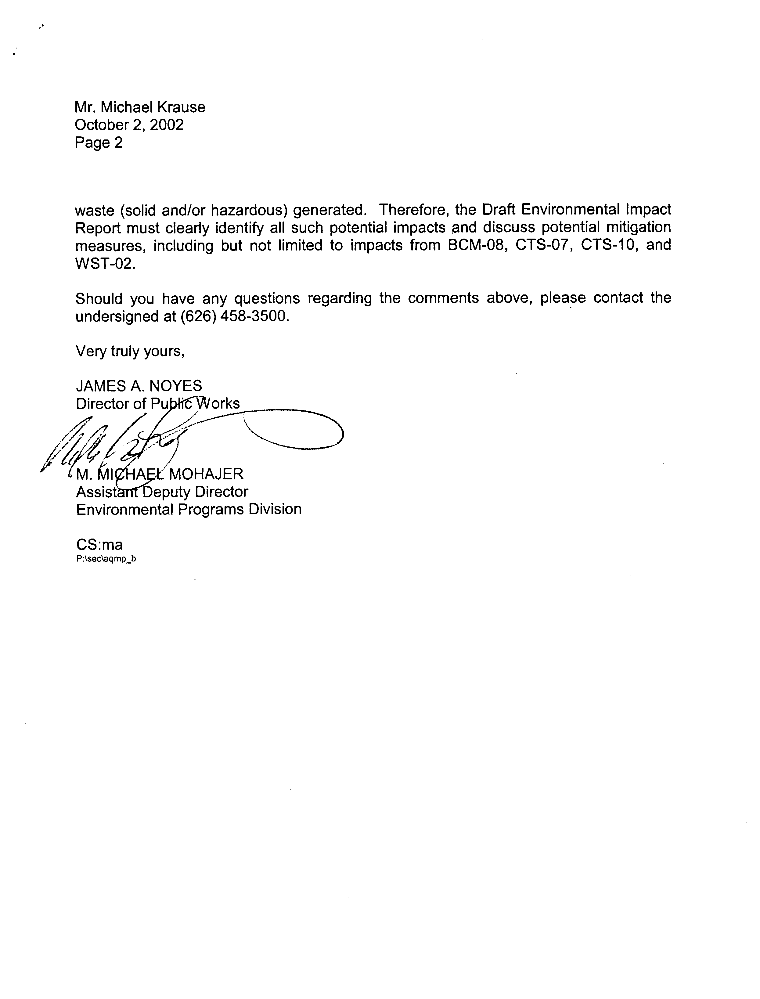 Mr. Michael Krause
October 2, 2002
Page 2
waste (solid and/or hazardous) generated. Therefore, the Draft Environmental Impact
Report must clearly identify all such potential impacts and discuss potential mitigation
measures, including but not limited to impacts from BCM-08, CTS-07, CTS-10, and
WST-02.
Should you have any questions regarding the comments above, please contact the
undersigned at (626) 458-3500.
Very truly yours,
JAMES A. NOYES
Director of Public Works
M. MICHAEL MOHAJER
Assistant Deputy Director
Environmental Programs Division
CS:ma
P:\sec\aqmp_b